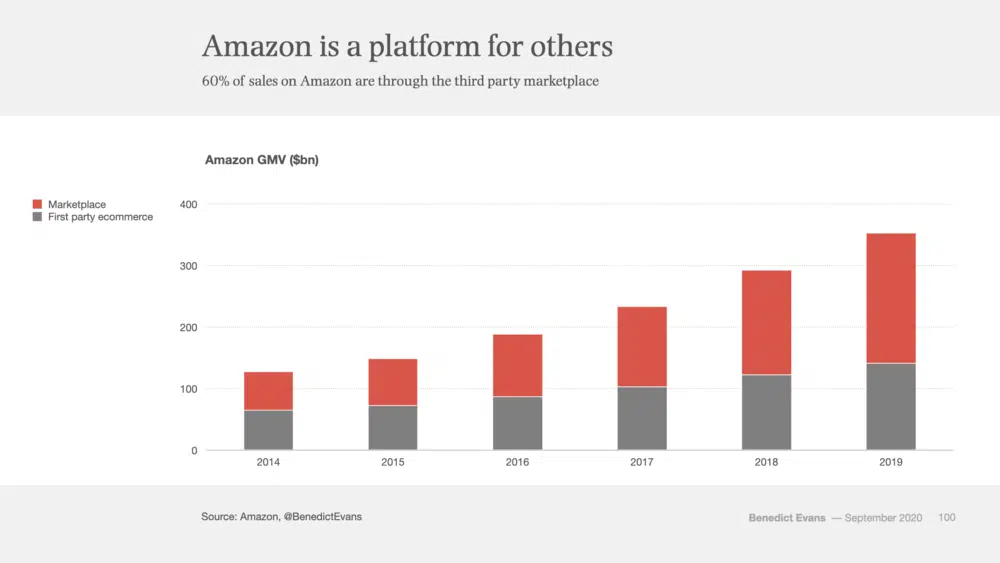 Amazon is a platform for others
60% of sales on Amazon are through the third party marketplace
Amazon GMV ($bn)
Marketplace
First party ecommerce
400
300
200
100
0
2014 2015 2016 2017 2018 2019
Source: Amazon, @BenedictEvans
Benedict Evans — September 2020 100